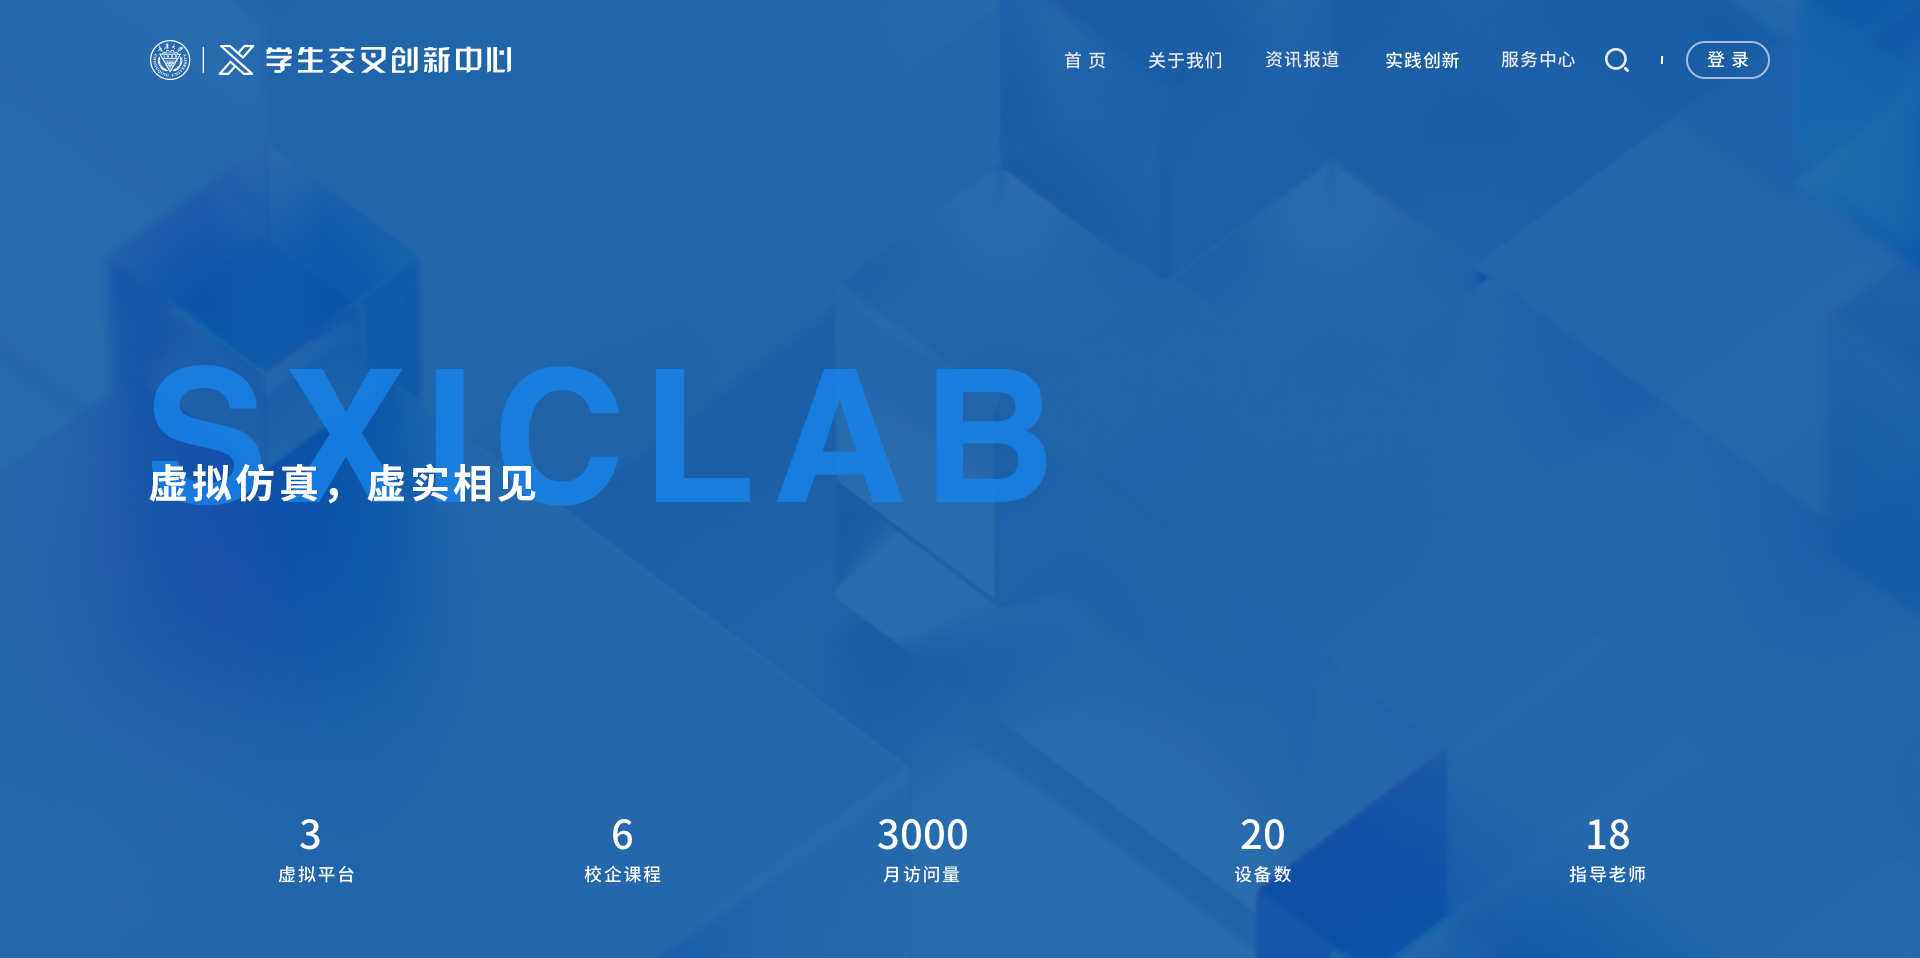 学生交叉创新中心
首 页
关于我们
资讯报道
实践创新
服务中心
登 录
SXICLAB
虚拟仿真，虚实相见
3
虚拟平台
6
校企课程
3000
月访问量
20
设备数
18
指导老师